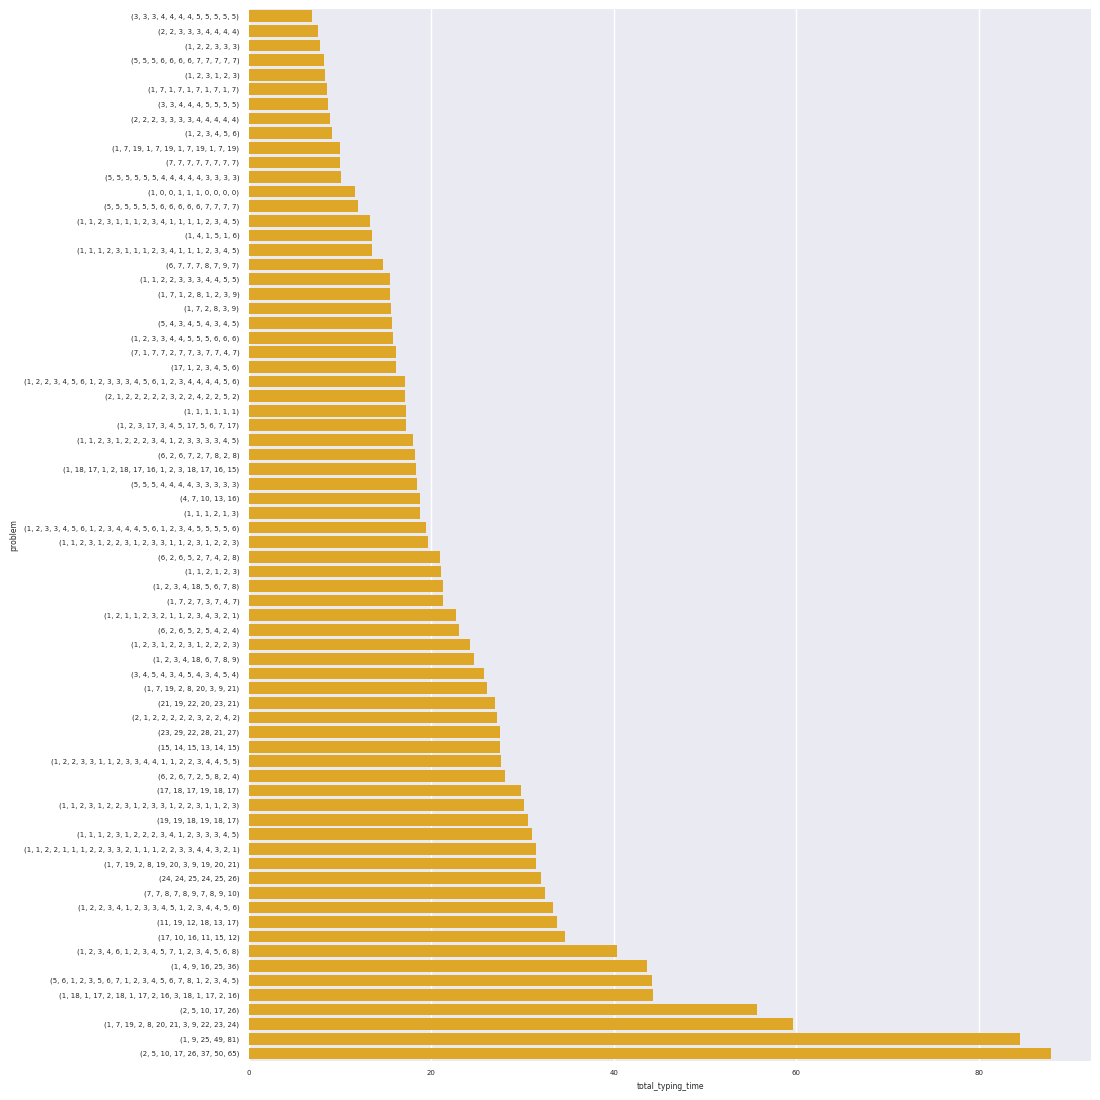 (3, 3, 3, 4, 4, 4, 4, 5, 5, 5, 5, 5)
(2, 2, 3, 3, 3, 4, 4, 4, 4)
(1, 2, 2, 3, 3, 3)
(5, 5, 5, 6, 6, 6, 6, 7, 7, 7, 7, 7)
(1, 2, 3, 1, 2, 3)
(1, 7, 1, 7, 1, 7, 1, 7, 1, 7)
(3, 3, 4, 4, 4, 5, 5, 5, 5)
(2, 2, 2, 3, 3, 3, 3, 4, 4, 4, 4, 4)
(1, 2, 3, 4, 5, 6)
(1, 7, 19, 1, 7, 19, 1, 7, 19, 1, 7, 19)
(7, 7, 7, 7, 7, 7, 7, 7)
(5, 5, 5, 5, 5, 5, 4, 4, 4, 4, 4, 3, 3, 3, 3)
(1, 0, 0, 1, 1, 1, 0, 0, 0, 0)
(5, 5, 5, 5, 5, 5, 6, 6, 6, 6, 6, 7, 7, 7, 7)
(1, 1, 2, 3, 1, 1, 1, 2, 3, 4, 1, 1, 1, 1, 2, 3, 4, 5)
(1, 4, 1, 5, 1, 6)
(1, 1, 1, 2, 3, 1, 1, 1, 2, 3, 4, 1, 1, 1, 2, 3, 4, 5)
(6, 7, 7, 7, 8, 7, 9, 7)
(1, 1, 2, 2, 3, 3, 3, 4, 4, 5, 5)
(1, 7, 1, 2, 8, 1, 2, 3, 9)
(1, 7, 2, 8, 3, 9)
(5, 4, 3, 4, 5, 4, 3, 4, 5)
(1, 2, 3, 3, 4, 4, 5, 5, 5, 6, 6, 6)
(7, 1, 7, 7, 2, 7, 7, 3, 7, 7, 4, 7)
(17, 1, 2, 3, 4, 5, 6)
(1, 2, 2, 3, 4, 5, 6, 1, 2, 3, 3, 3, 4, 5, 6, 1, 2, 3, 4, 4, 4, 4, 5, 6)
(2, 1, 2, 2, 2, 2, 2, 3, 2, 2, 4, 2, 2, 5, 2)
(1, 1, 1, 1, 1, 1)
(1, 2, 3, 17, 3, 4, 5, 17, 5, 6, 7, 17)
(1, 1, 2, 3, 1, 2, 2, 2, 3, 4, 1, 2, 3, 3, 3, 3, 4, 5)
(6, 2, 6, 7, 2, 7, 8, 2, 8)
(1, 18, 17, 1, 2, 18, 17, 16, 1, 2, 3, 18, 17, 16, 15)
(5, 5, 5, 4, 4, 4, 4, 3, 3, 3, 3, 3)
(4, 7, 10, 13, 16)
(1, 1, 1, 2, 1, 3)
(1, 2, 3, 3, 4, 5, 6, 1, 2, 3, 4, 4, 4, 5, 6, 1, 2, 3, 4, 5, 5, 5, 5, 6)
(1, 1, 2, 3, 1, 2, 2, 3, 1, 2, 3, 3, 1, 1, 2, 3, 1, 2, 2, 3)
(6, 2, 6, 5, 2, 7, 4, 2, 8)
(1, 1, 2, 1, 2, 3)
(1, 2, 3, 4, 18, 5, 6, 7, 8)
(1, 7, 2, 7, 3, 7, 4, 7)
(1, 2, 1, 1, 2, 3, 2, 1, 1, 2, 3, 4, 3, 2, 1)
(6, 2, 6, 5, 2, 5, 4, 2, 4)
(1, 2, 3, 1, 2, 2, 3, 1, 2, 2, 2, 3)
(1, 2, 3, 4, 18, 6, 7, 8, 9)
(3, 4, 5, 4, 3, 4, 5, 4, 3, 4, 5, 4)
(1, 7, 19, 2, 8, 20, 3, 9, 21)
(21, 19, 22, 20, 23, 21)
(2, 1, 2, 2, 2, 2, 2, 3, 2, 2, 4, 2)
(23, 29, 22, 28, 21, 27)
(15, 14, 15, 13, 14, 15)
(1, 2, 2, 2, 3, 3, 1, 1, 2, 3, 3, 4, 4, 1, 1, 2, 2, 3, 4, 4, 5, 5)
(6, 2, 6, 7, 2, 5, 8, 2, 4)
(17, 18, 17, 19, 18, 17)
(1, 1, 2, 3, 1, 2, 2, 3, 1, 2, 3, 3, 1, 2, 2, 3, 1, 1, 2, 3)
(19, 19, 18, 19, 18, 17)
(1, 1, 1, 2, 3, 1, 2, 2, 2, 3, 4, 1, 2, 3, 3, 3, 4, 5)
(1, 1, 2, 2, 1, 1, 1, 2, 2, 3, 3, 2, 1, 1, 1, 2, 2, 3, 3, 4, 4, 3, 2, 1)
(1, 7, 19, 2, 8, 19, 20, 3, 9, 19, 20, 21)
(24, 24, 25, 24, 25, 26)
(7, 7, 8, 7, 8, 9, 7, 8, 9, 10)
(1, 2, 2, 3, 4, 1, 2, 3, 3, 4, 5, 1, 2, 3, 4, 4, 5, 6)
(11, 19, 12, 18, 13, 17)
(17, 10, 16, 11, 15, 12)
(1, 2, 3, 4, 6, 1, 2, 3, 4, 5, 7, 1, 2, 3, 4, 5, 6, 8)
(1, 4, 9, 16, 25, 36)
(5, 6, 1, 2, 3, 5, 6, 7, 1, 2, 3, 4, 5, 6, 7, 8, 1, 2, 3, 4, 5)
(1, 18, 1, 17, 2, 18, 1, 17, 2, 16, 3, 18, 1, 17, 2, 16)
(2, 5, 10, 17, 26)
(1, 7, 19, 2, 8, 20, 21, 3, 9, 22, 23, 24)
(1, 9, 25, 49, 81)
(2, 5, 10, 17, 26, 37, 50, 65)
problem
0 20 40 60 80
total_typing_time